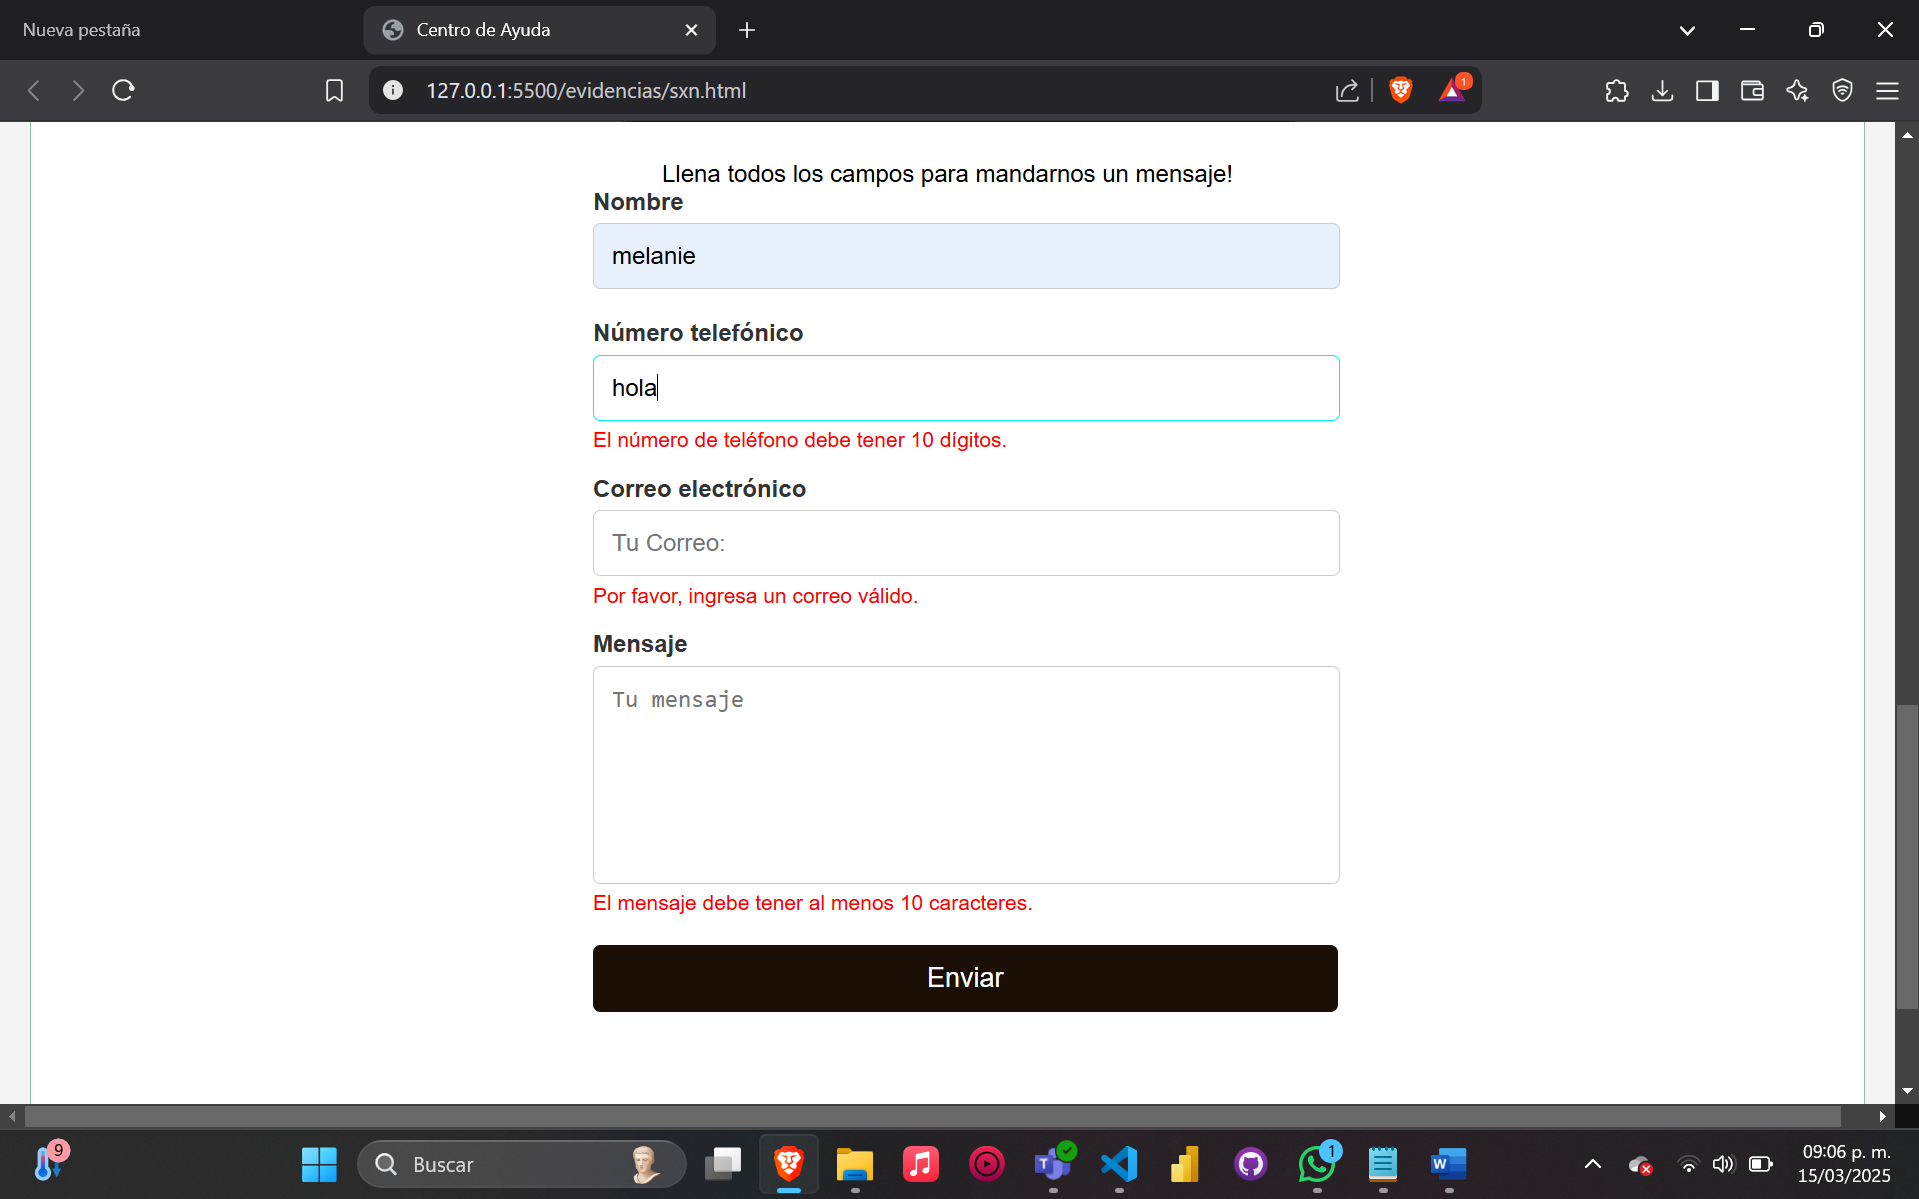 Nueva pestaña
Centro de Ayuda
127.0.0.1:5500/evidencias/sxn.html
1
Llena todos los campos para mandarnos un mensaje!
Nombre
melanie
Número telefónico
hola
El número de teléfono debe tener 10 dígitos.
Correo electrónico
Tu Correo:
Por favor, ingresa un correo válido.
Mensaje
Tu mensaje
El mensaje debe tener al menos 10 caracteres.
Enviar
9
Buscar
T
1
W
09:06 p. m.
15/03/2025